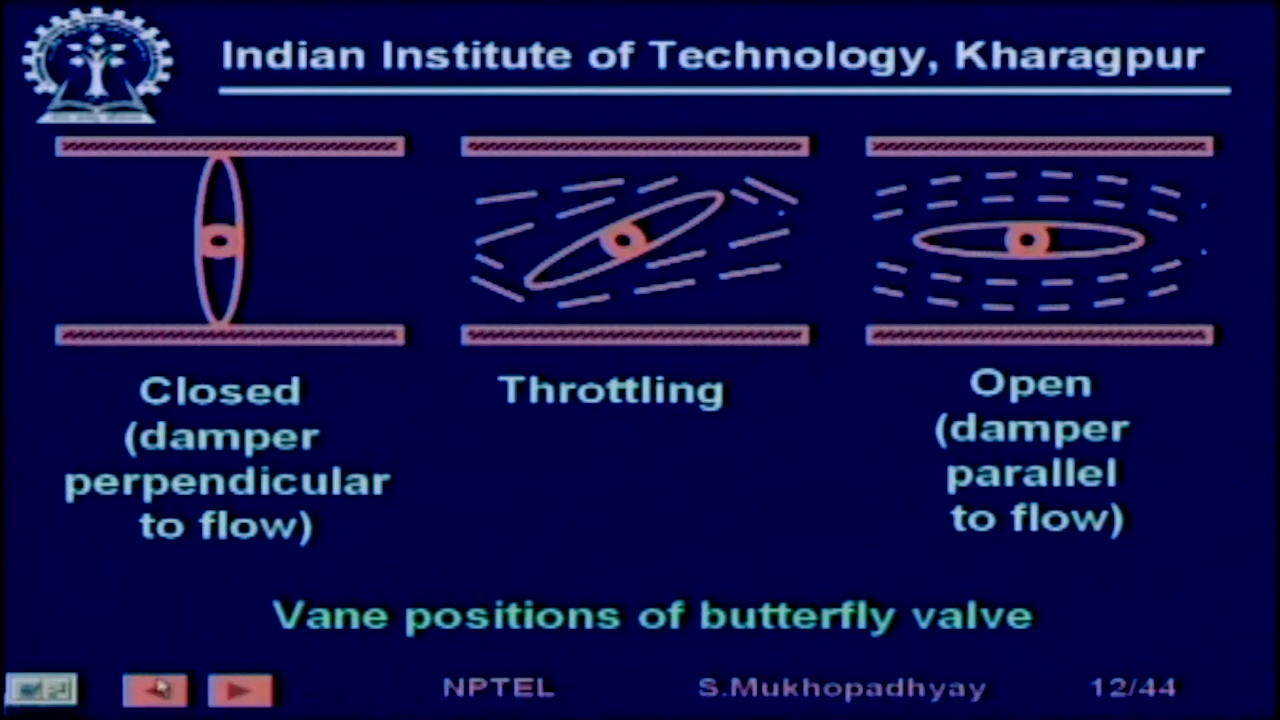 Indian Institute of Technology, Kharagpur
Closed
(damper
perpendicular
to flow)
Throttling
Open
(damper
parallel
to flow)
Vane positions of butterfly valve
NPTEL
S.Mukhopadhyay
12/44